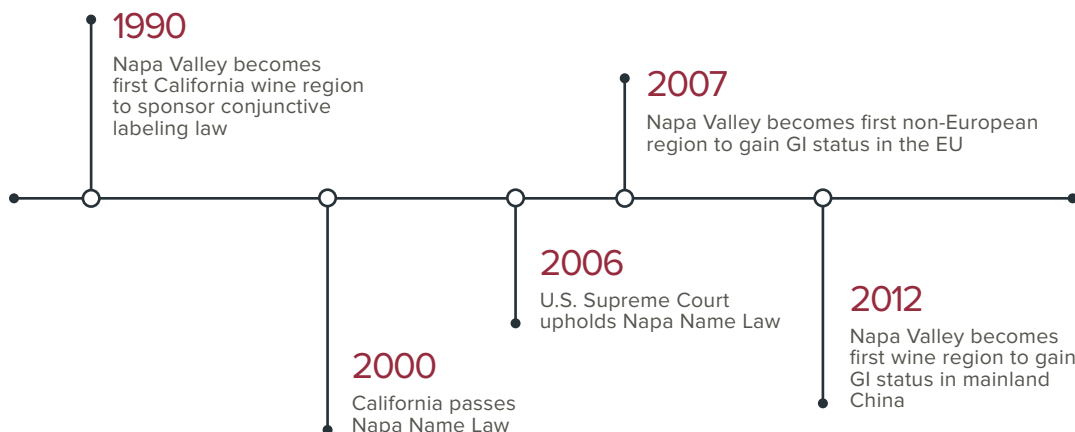 1990
Napa Valley becomes
first California wine region
to sponsor conjunctive
labeling law
2000
California passes
Napa Name Law
2006
U.S. Supreme Court
upholds Napa Name Law
2007
Napa Valley becomes first non-European
region to gain GI status in the EU
2012
Napa Valley becomes
first wine region to gain
GI status in mainland
China